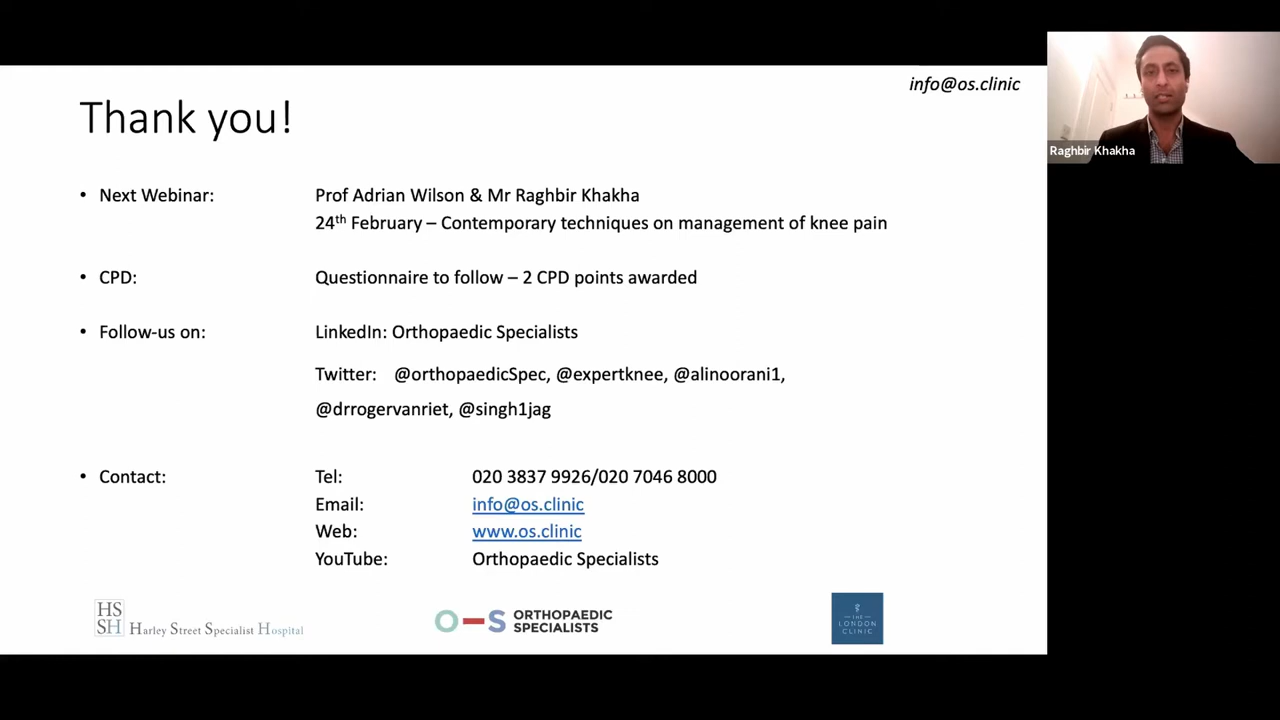 info@os.clinic
Thank you!
Raghbir Khakha
• Next Webinar: Prof Adrian Wilson & Mr Raghbir Khakha
24th February – Contemporary techniques on management of knee pain
• CPD: Questionnaire to follow – 2 CPD points awarded
• Follow-us on: LinkedIn: Orthopaedic Specialists
Twitter: @orthopaedicSpec, @expertknee, @alinoorani1,
@drrogervanriet, @singh1jag
• Contact: Tel: 020 3837 9926/020 7046 8000
Email: info@os.clinic
Web: www.os.clinic
YouTube: Orthopaedic Specialists
HS
SH Harley Street Specialist Hospital
O–S ORTHOPAEDIC
SPECIALISTS
THE
LONDON
CLINIC